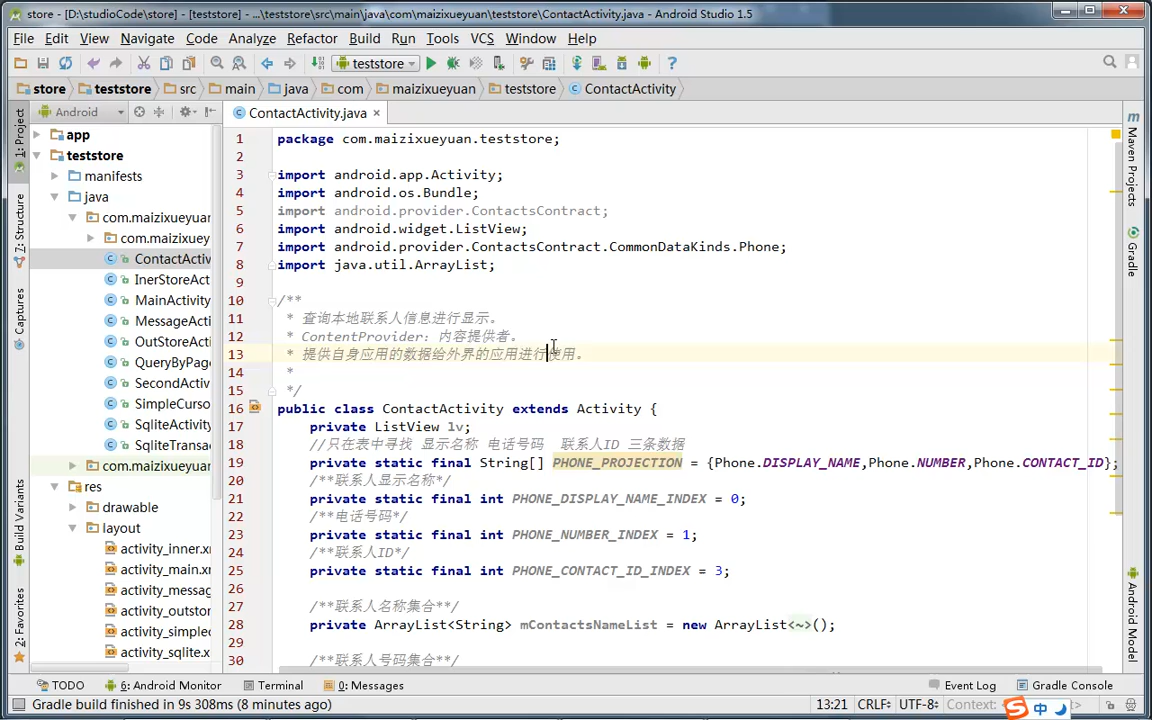 store - [D:\studioCode\store] - [teststore] - ...\teststore\src\main\java\com\maizixueyuan\teststore\ContactActivity.java - Android Studio 1.5
File Edit View Navigate Code Analyze Refactor Build Run Tools VCS Window Help
teststore
store teststore src main java com maizixueyuan teststore ContactActivity
Android
ContactActivity.java
1: Project
7: Structure
Captures
Build Variants
2: Favorites
app
teststore
manifests
java
com.maizixueyuan
com.maizixuey
ContactActiv
InerStoreAct
MainActivity
MessageActi
OutStoreActi
QueryByPage
SecondActivi
SimpleCurso
SqliteActivity
SqliteTransac
com.maizixueyuan
res
drawable
layout
activity_inner.xr
activity_main.xr
activity_messag
activity_outstor
activity_simplec
activity_sqlite.x
1 package com.maizixueyuan.teststore;
2
3 import android.app.Activity;
4 import android.os.Bundle;
5 import android.provider.ContactsContract;
6 import android.widget.ListView;
7 import android.provider.ContactsContract.CommonDataKinds.Phone;
8 import java.util.ArrayList;
9
10 /**
11 * 查询本地联系人信息进行显示。
12 * ContentProvider：内容提供者。
13 * 提供自身应用的数据给外界的应用进行使用。
14 *
15 */
16 public class ContactActivity extends Activity {
17 private ListView lv;
18 //只在表中寻找 显示名称 电话号码 联系人ID 三条数据
19 private static final String[] PHONE_PROJECTION = {Phone.DISPLAY_NAME,Phone.NUMBER,Phone.CONTACT_ID};
20 /**联系人显示名称*/
21 private static final int PHONE_DISPLAY_NAME_INDEX = 0;
22 /**电话号码*/
23 private static final int PHONE_NUMBER_INDEX = 1;
24 /**联系人ID*/
25 private static final int PHONE_CONTACT_ID_INDEX = 3;
26
27 /**联系人名称集合**/
28 private ArrayList<String> mContactsNameList = new ArrayList<~>();
29
30 /**联系人号码集合**/
Maven Projects
Gradle
Android Model
TODO 6: Android Monitor Terminal 0: Messages Event Log Gradle Console
Gradle build finished in 9s 308ms (8 minutes ago) 13:21 CRLF UTF-8 Context:
中